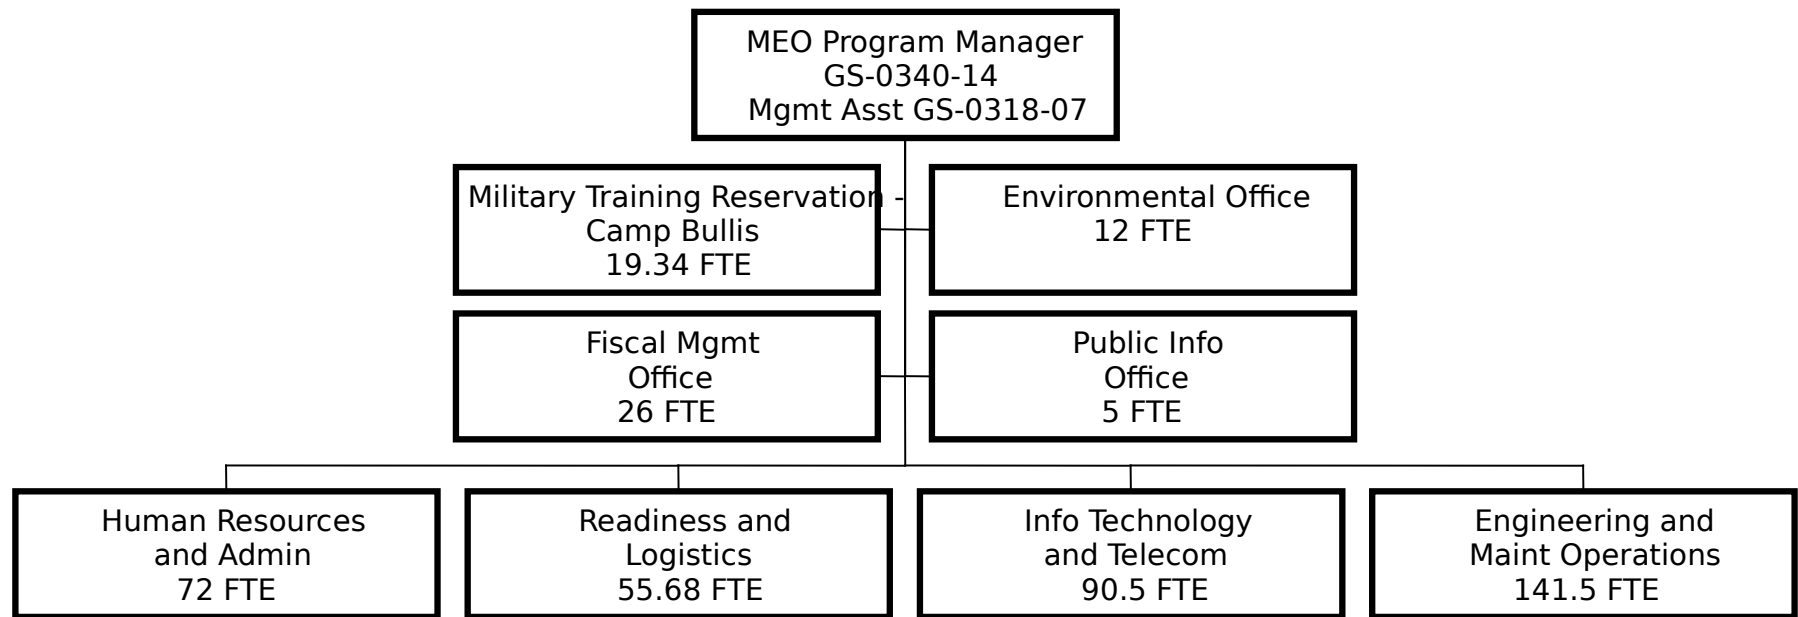 MEO Program Manager
GS-0340-14
Mgmt Asst GS-0318-07
Military Training Reservation -
Camp Bullis
19.34 FTE
Environmental Office
12 FTE
Fiscal Mgmt
Office
26 FTE
Public Info
Office
5 FTE
Human Resources
and Admin
72 FTE
Readiness and
Logistics
55.68 FTE
Info Technology
and Telecom
90.5 FTE
Engineering and
Maint Operations
141.5 FTE